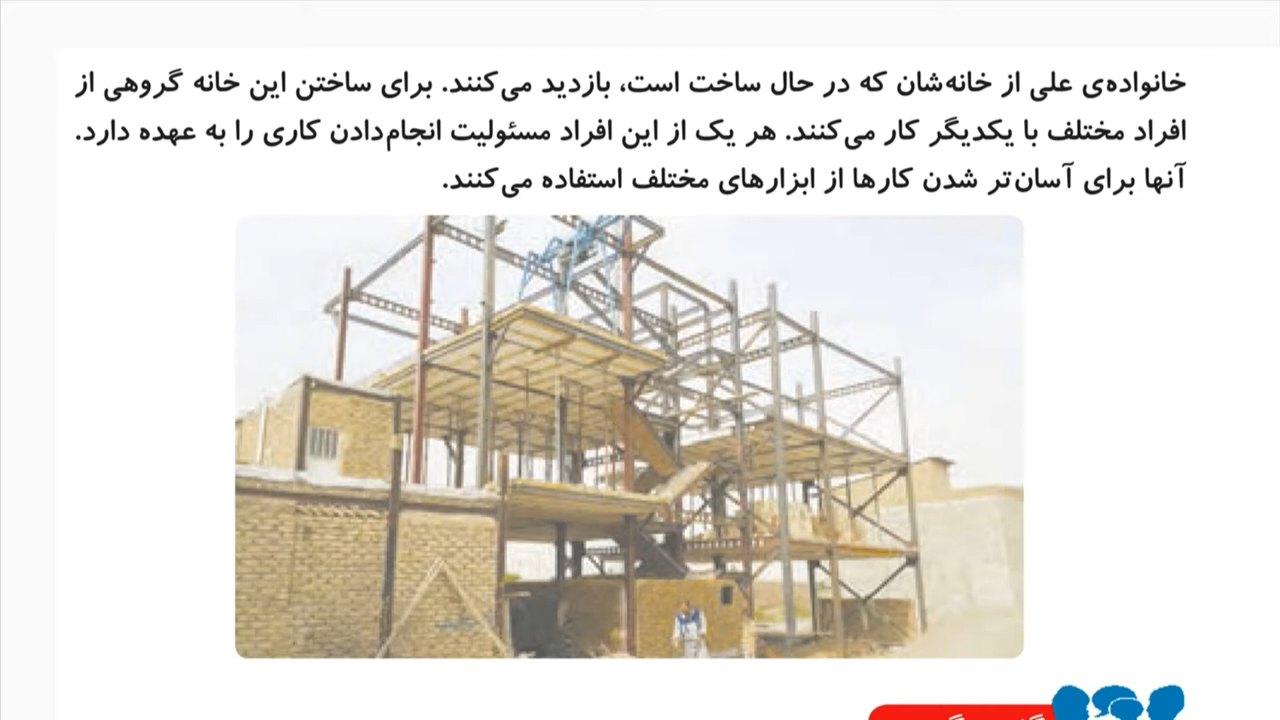 خانواده‌ی علی از خانه‌شان که در حال ساخت است، بازدید می‌کنند. برای ساختن این خانه گروهی از
افراد مختلف با یکدیگر کار می‌کنند. هر یک از این افراد مسئولیت انجام‌دادن کاری را به عهده دارد.
آنها برای آسان‌تر شدن کارها از ابزارهای مختلف استفاده می‌کنند.